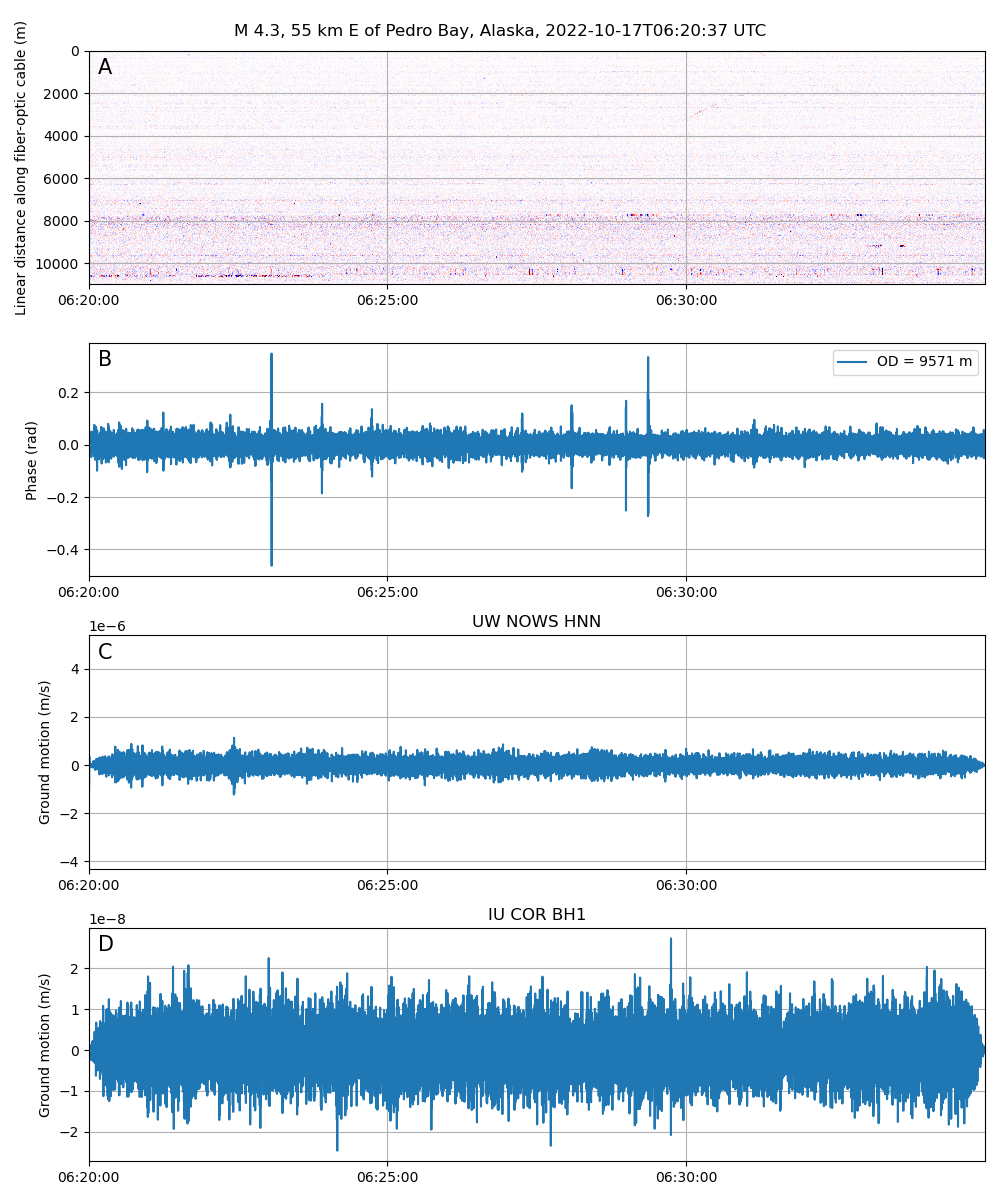 M 4.3, 55 km E of Pedro Bay, Alaska, 2022-10-17T06:20:37 UTC
Linear distance along fiber-optic cable (m)
A
0
2000
4000
6000
8000
10000
06:20:00 06:25:00 06:30:00
B
OD = 9571 m
Phase (rad)
0.2
0.0
−0.2
−0.4
06:20:00 06:25:00 06:30:00
UW NOWS HNN
1e−6
C
Ground motion (m/s)
4
2
0
−2
−4
06:20:00 06:25:00 06:30:00
IU COR BH1
1e−8
D
Ground motion (m/s)
2
1
0
−1
−2
06:20:00 06:25:00 06:30:00